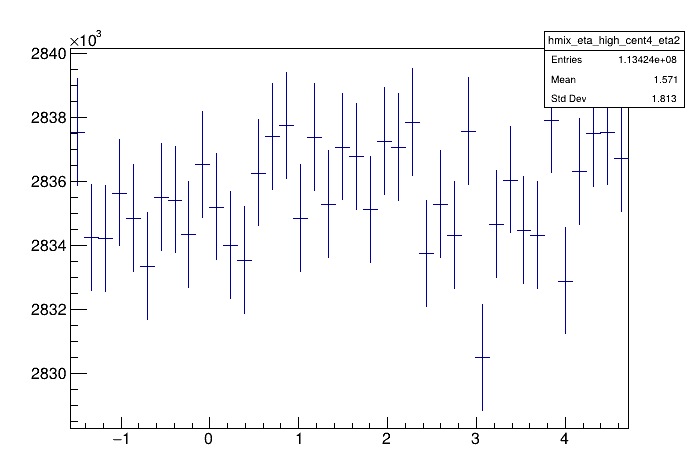 ×10³
hmix_eta_high_cent4_eta2
Entries 1.13424e+08
Mean 1.571
Std Dev 1.813
2840
2838
2836
2834
2832
2830
−1 0 1 2 3 4